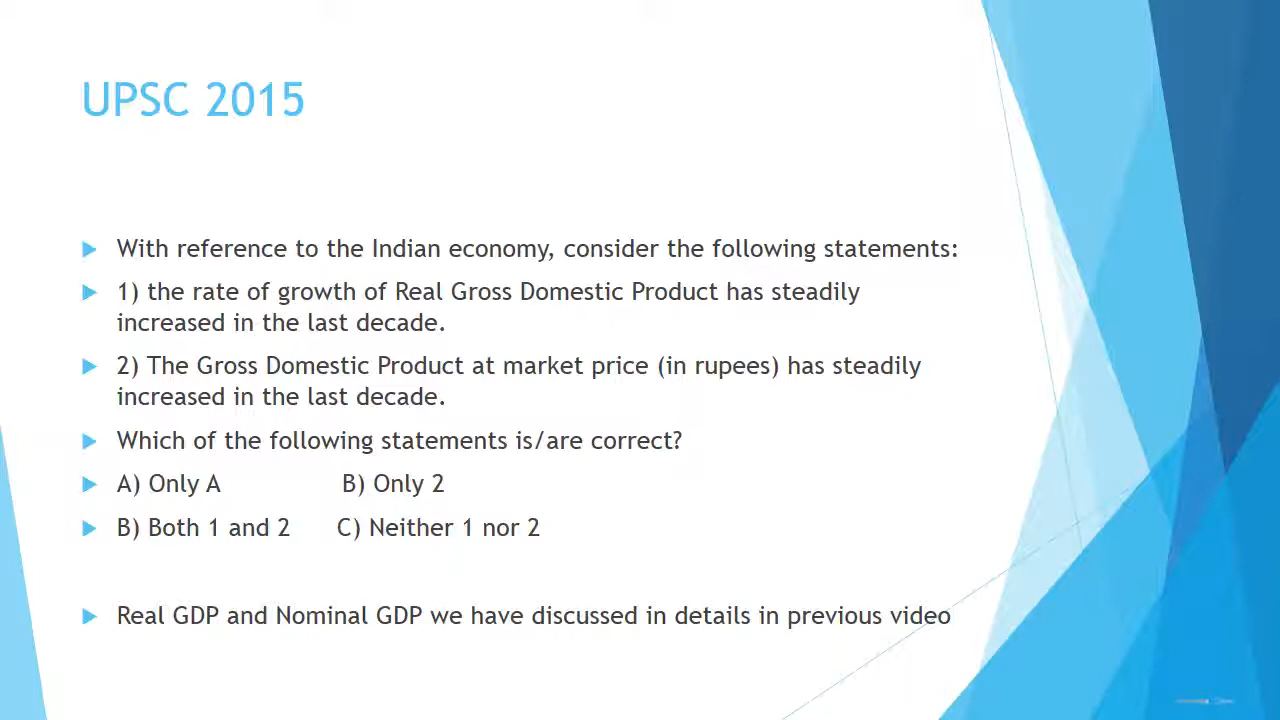 UPSC 2015
With reference to the Indian economy, consider the following statements:
1) the rate of growth of Real Gross Domestic Product has steadily
increased in the last decade.
2) The Gross Domestic Product at market price (in rupees) has steadily
increased in the last decade.
Which of the following statements is/are correct?
A) Only A B) Only 2
B) Both 1 and 2 C) Neither 1 nor 2
Real GDP and Nominal GDP we have discussed in details in previous video